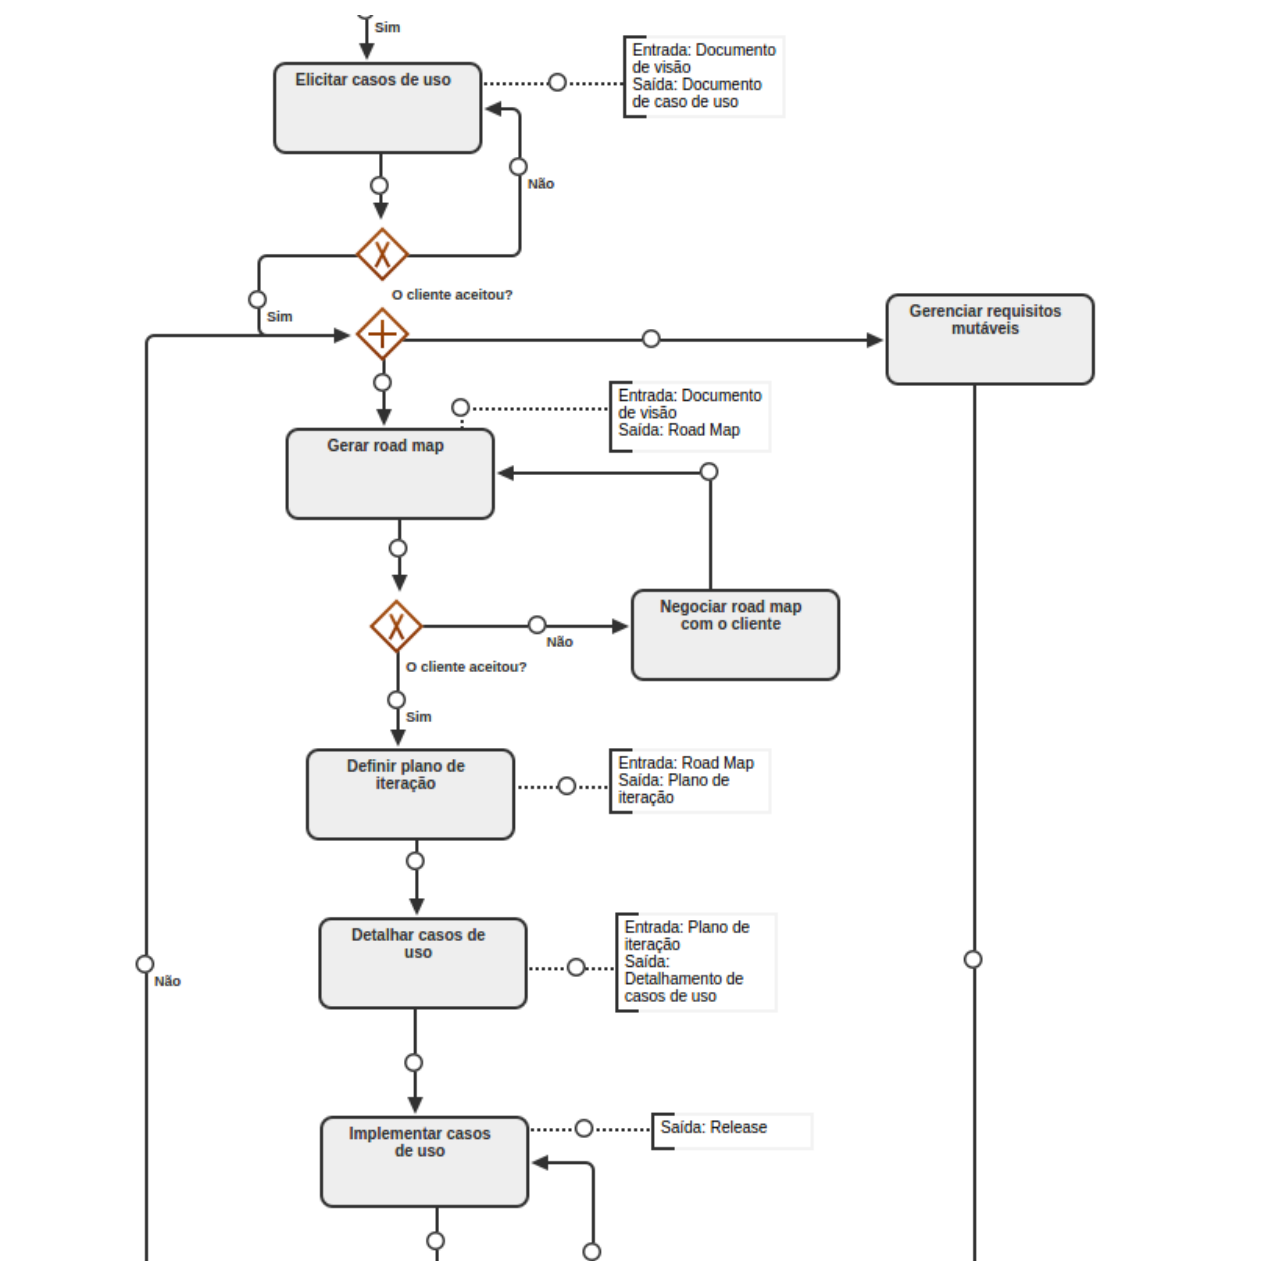 Sim
Elicitar casos de uso
Entrada: Documento
de visão
Saída: Documento
de caso de uso
Não
O cliente aceitou?
Sim
Gerenciar requisitos
mutáveis
Entrada: Documento
de visão
Saída: Road Map
Gerar road map
Negociar road map
com o cliente
Não
O cliente aceitou?
Sim
Definir plano de
iteração
Entrada: Road Map
Saída: Plano de
iteração
Detalhar casos de
uso
Entrada: Plano de
iteração
Saída:
Detalhamento de
casos de uso
Não
Implementar casos
de uso
Saída: Release